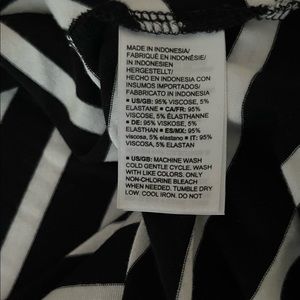 MADE IN INDONESIA/
FABRIQUÉ EN INDONÉSIE/
IN INDONESIEN
HERGESTELLT/
HECHO EN INDONESIA CON
INSUMOS IMPORTADOS/
FABBRICATO IN INDONESIA
■ US/GB: 95% VISCOSE, 5%
ELASTANE ■ CA/FR: 95%
VISCOSE, 5% ÉLASTHANNE
■ DE: 95% VISKOSE, 5%
ELASTHAN ■ ES/MX: 95%
viscosa, 5% elastano ■ IT: 95%
VISCOSA, 5% ELASTAN
■ US/GB: MACHINE WASH
COLD GENTLE CYCLE. WASH
WITH LIKE COLORS. ONLY
NON-CHLORINE BLEACH
WHEN NEEDED. TUMBLE DRY
LOW. COOL IRON. DO NOT